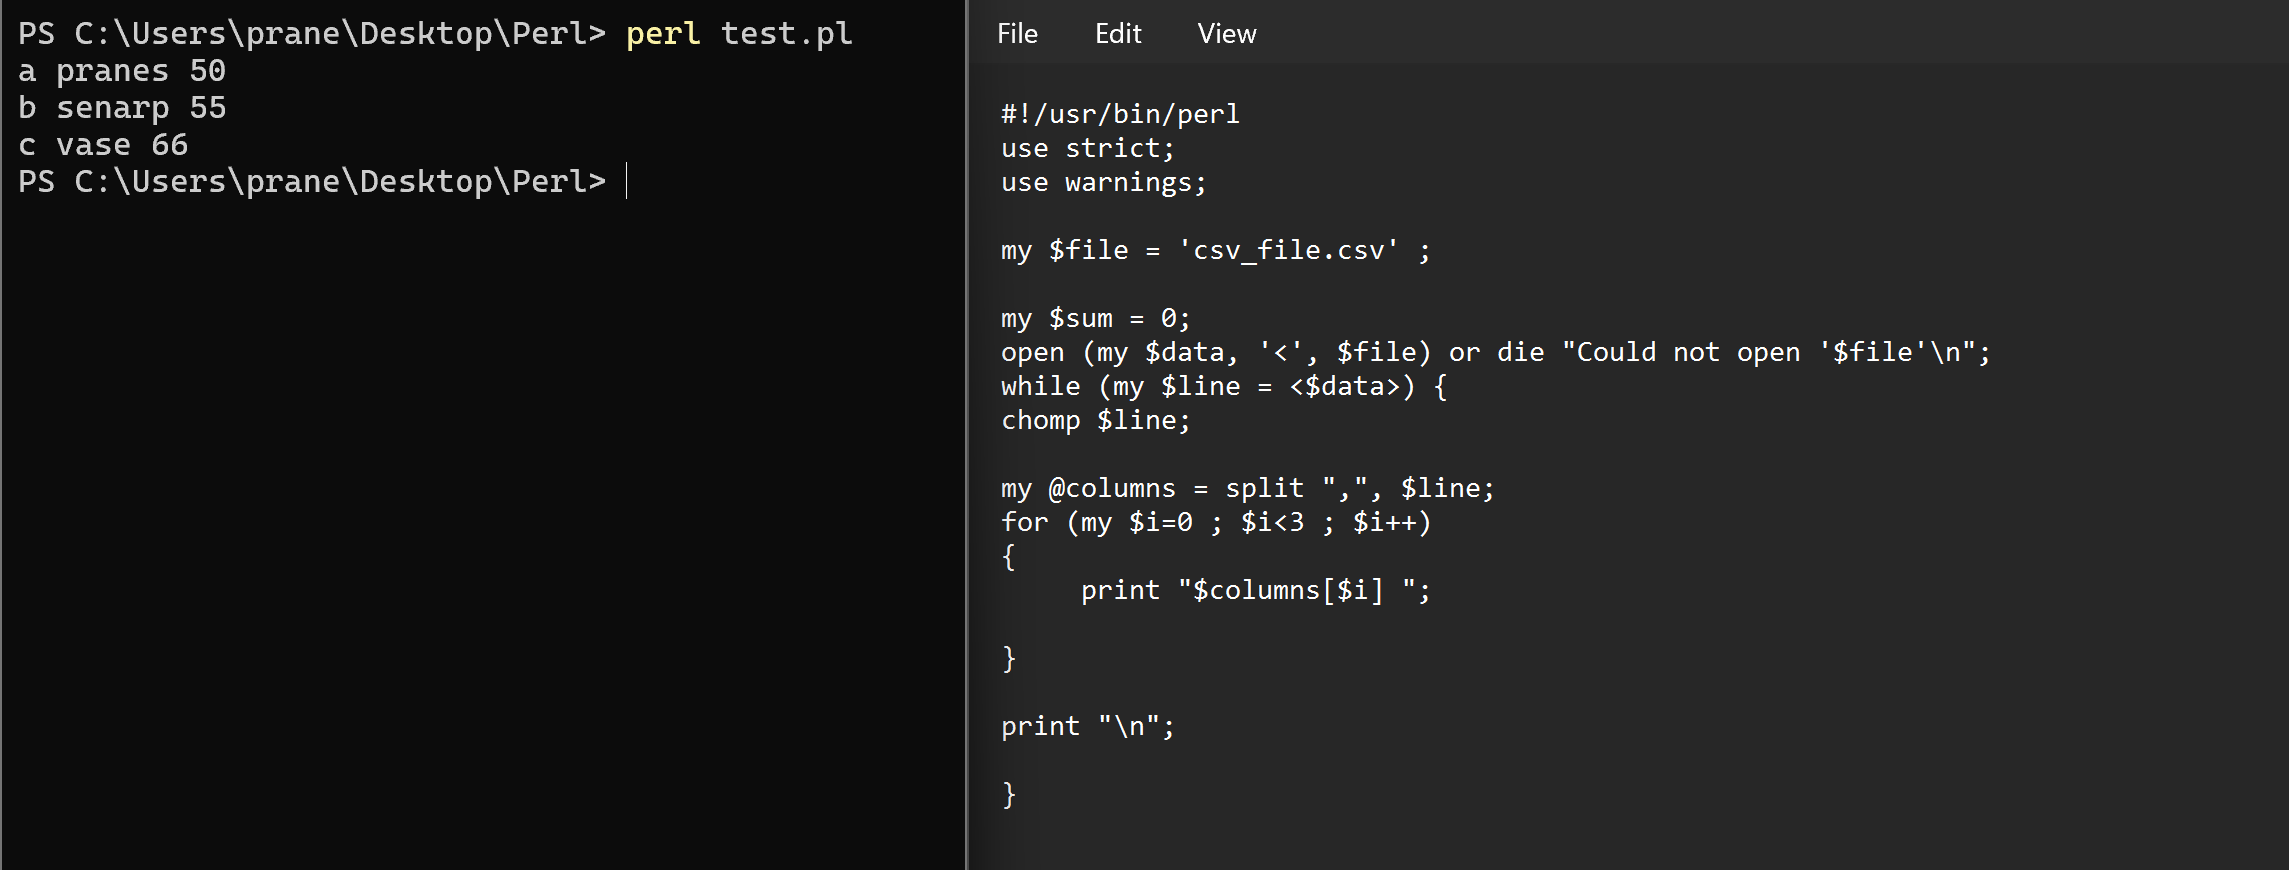 PS C:\Users\prane\Desktop\Perl> perl test.pl
a pranes 50
b senarp 55
c vase 66
PS C:\Users\prane\Desktop\Perl>
File Edit View
#!/usr/bin/perl
use strict;
use warnings;
my $file = 'csv_file.csv' ;
my $sum = 0;
open (my $data, '<', $file) or die "Could not open '$file'\n";
while (my $line = <$data>) {
chomp $line;
my @columns = split ",", $line;
for (my $i=0 ; $i<3 ; $i++)
{
print "$columns[$i] ";
}
print "\n";
}